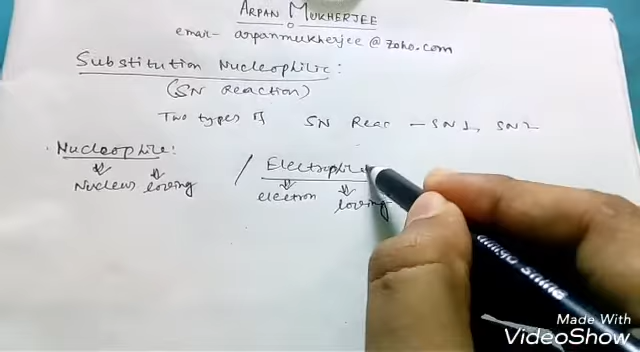 ARPAN MUKHERJEE
email- arpanmukherjee@zoho.com
Substitution Nucleophilic:
(SN Reaction)
Two types of SN Reac - SN1, SN2
Nucleophile: / Electrophile
Nucleus loving electron loving
Made With
VideoShow